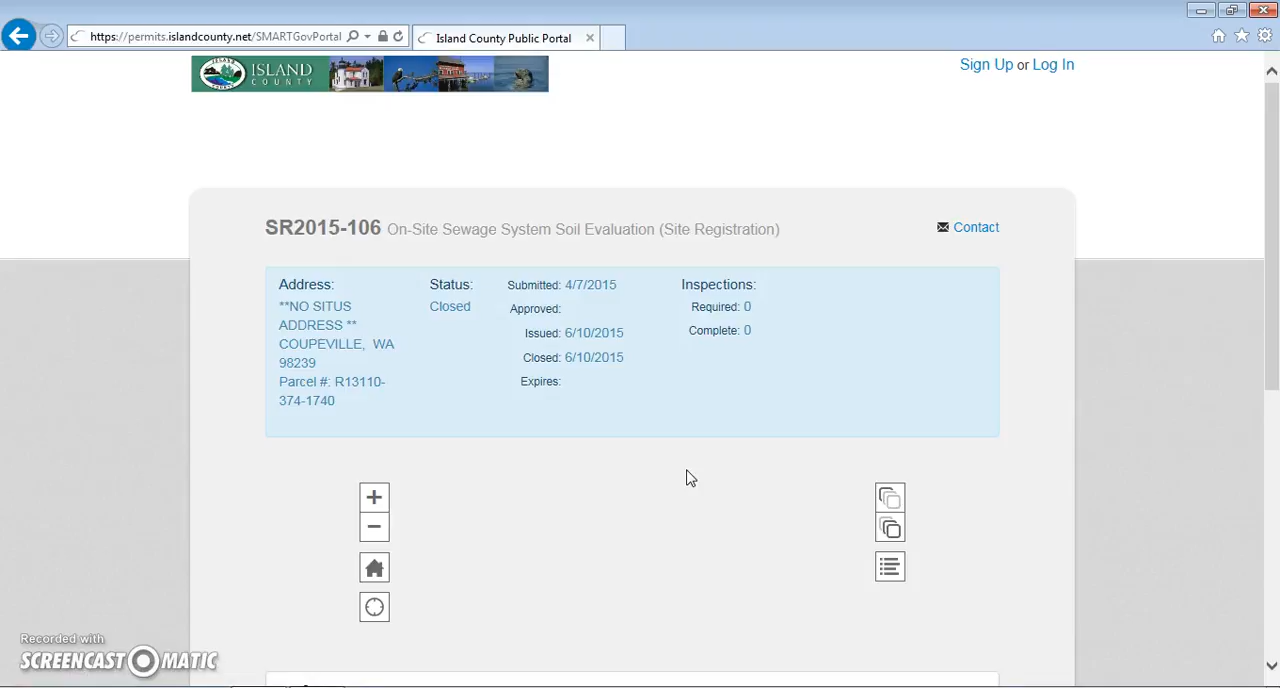 https://permits.islandcounty.net/SMARTGovPortal
Island County Public Portal
ISLAND
COUNTY
Sign Up or Log In
SR2015-106 On-Site Sewage System Soil Evaluation (Site Registration)
Contact
Address:
**NO SITUS
ADDRESS **
COUPEVILLE, WA
98239
Parcel #: R13110-
374-1740
Status:
Closed
Submitted: 4/7/2015
Approved:
Issued: 6/10/2015
Closed: 6/10/2015
Expires:
Inspections:
Required: 0
Complete: 0
Recorded with
SCREENCAST-O-MATIC